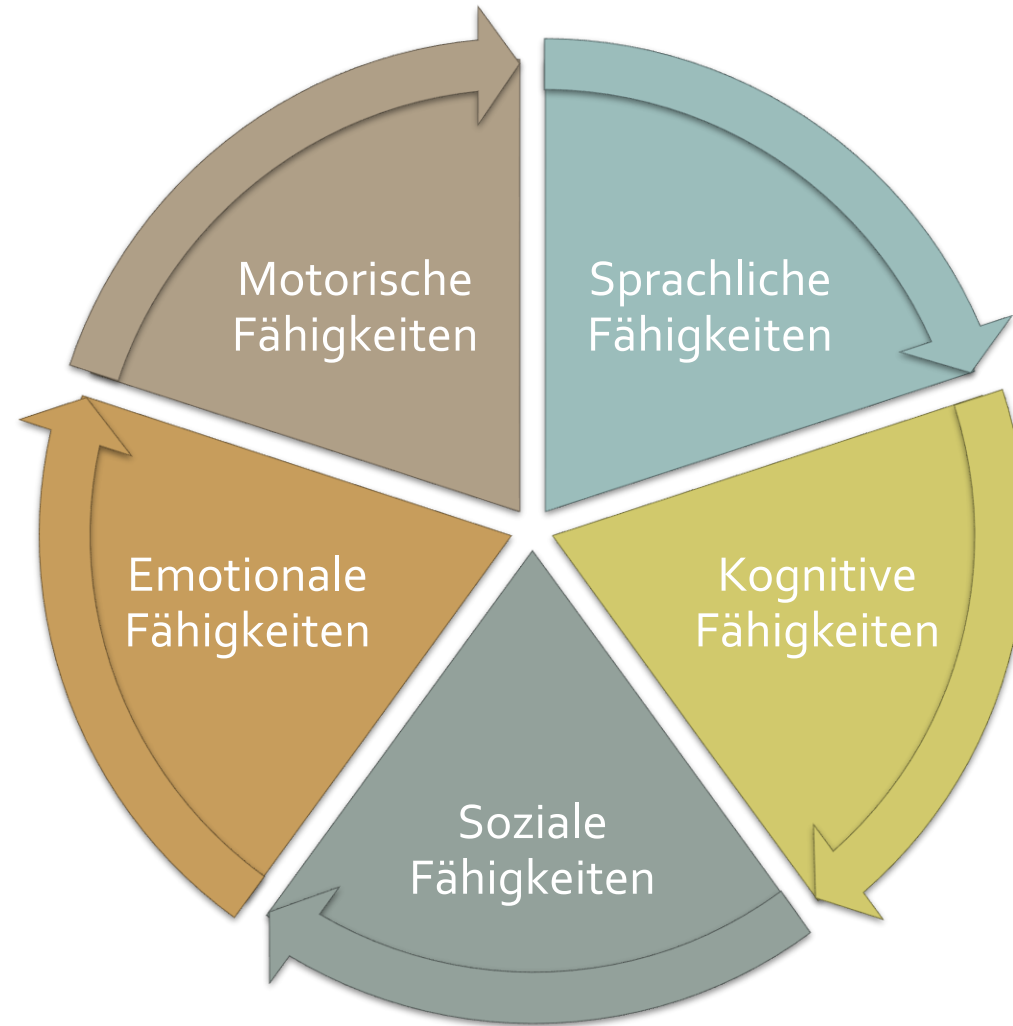 Motorische
Fähigkeiten
Sprachliche
Fähigkeiten
Emotionale
Fähigkeiten
Kognitive
Fähigkeiten
Soziale
Fähigkeiten